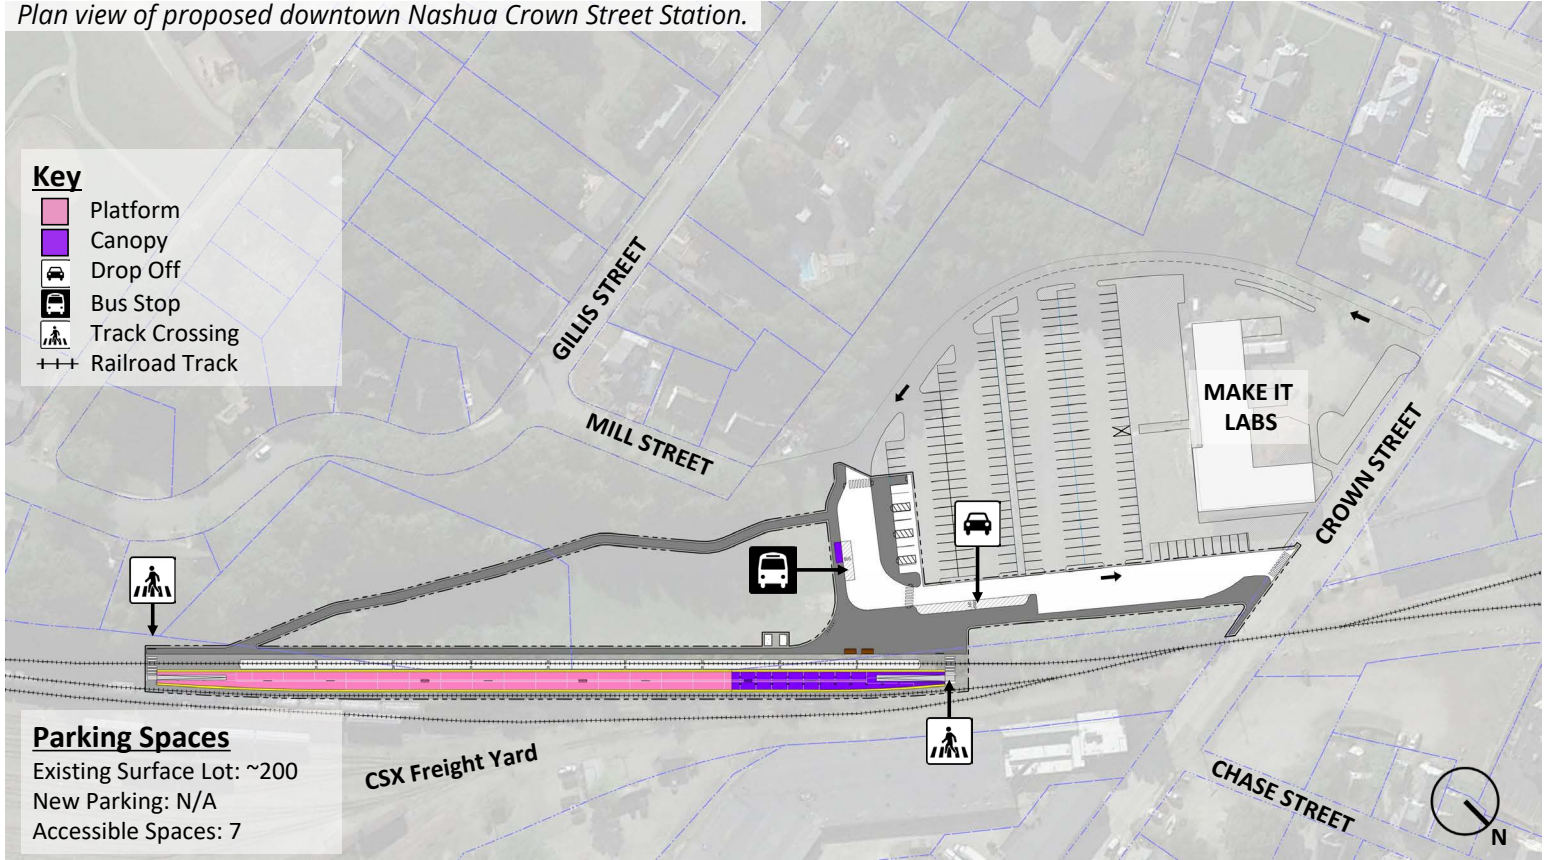 Plan view of proposed downtown Nashua Crown Street Station.
Key
Platform
Canopy
Drop Off
Bus Stop
Track Crossing
Railroad Track
GILLIS STREET
MILL STREET
MAKE IT
LABS
CROWN STREET
CHASE STREET
CSX Freight Yard
Parking Spaces
Existing Surface Lot: ~200
New Parking: N/A
Accessible Spaces: 7
N